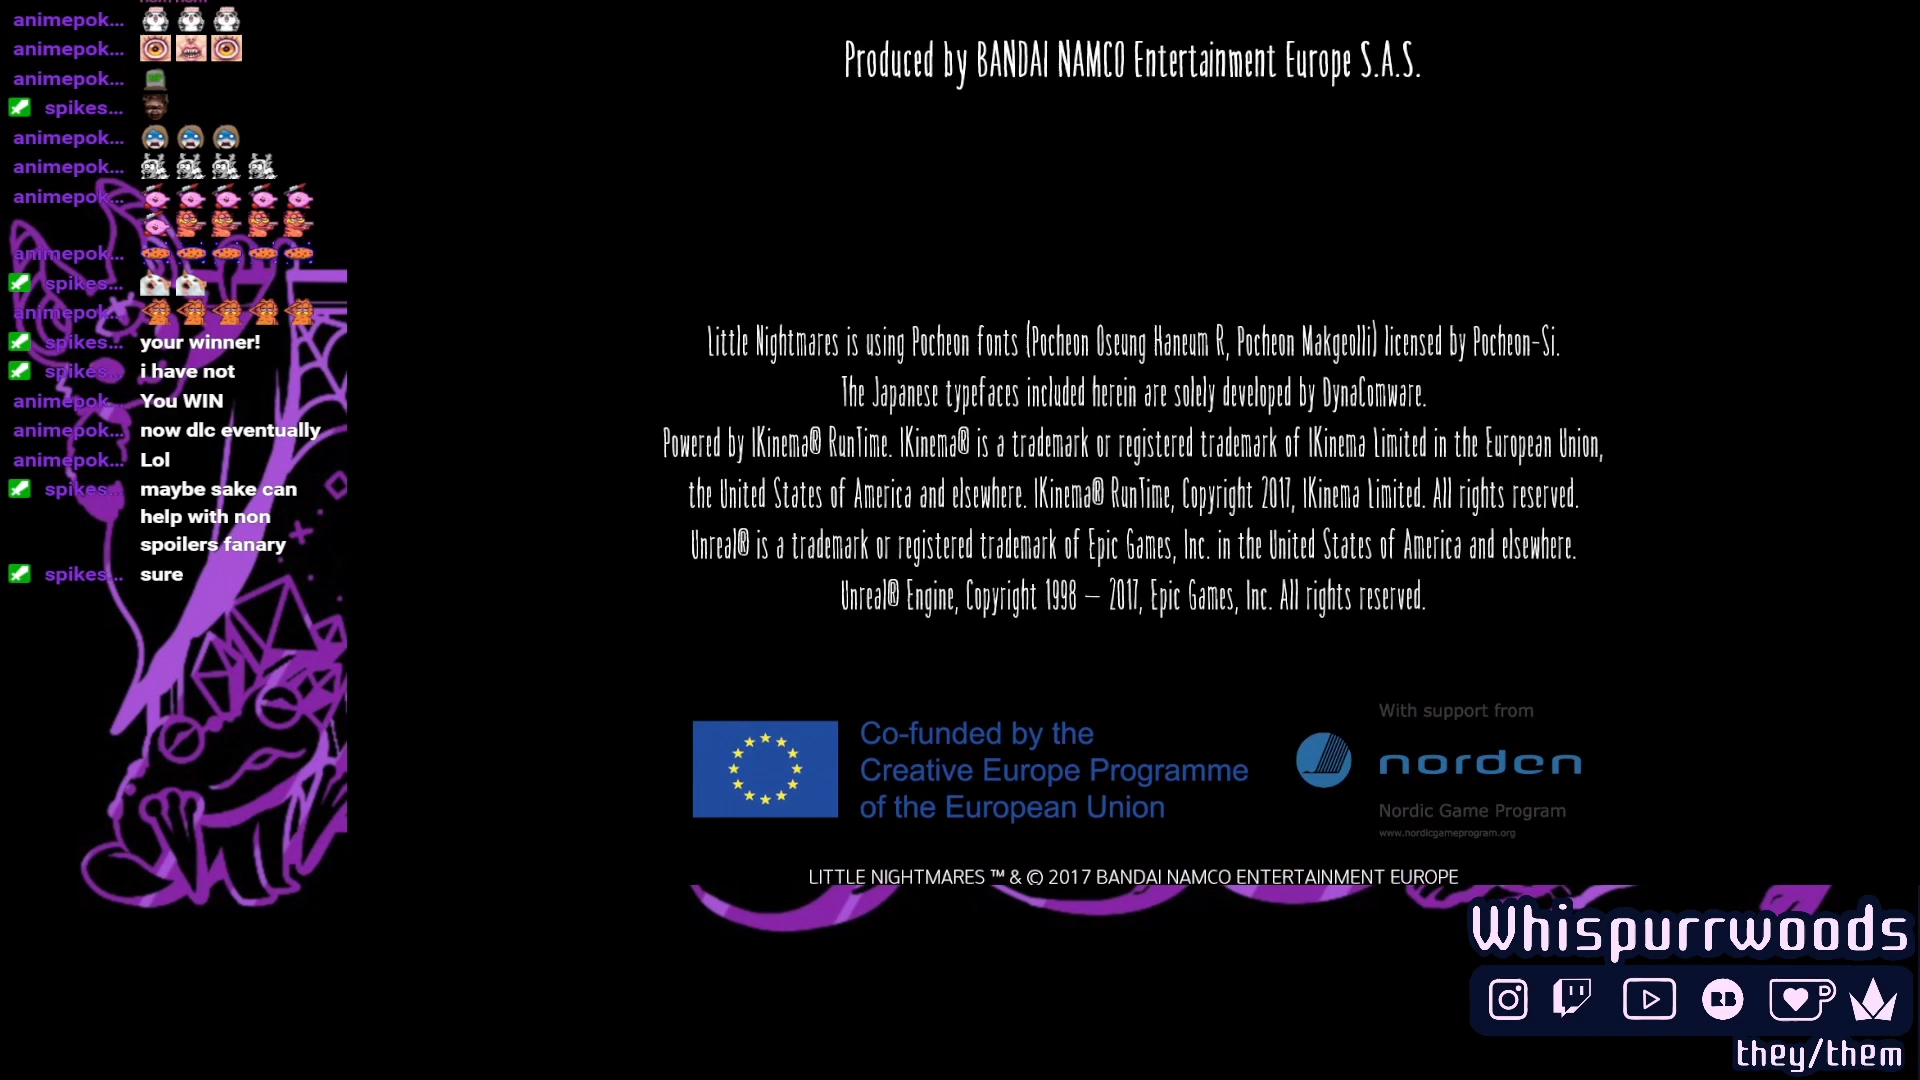 animepok...
animepok...
animepok...
spikes...
animepok...
animepok...
animepok...
animepok...
spikes...
animepok...
spikes... your winner!
spikes... i have not
animepok... You WIN
animepok... now dlc eventually
animepok... Lol
spikes... maybe sake can
help with non
spoilers fanary
spikes... sure
Produced by BANDAI NAMCO Entertainment Europe S.A.S.
Little Nightmares is using Pocheon fonts (Pocheon Oseung Haneum R, Pocheon Makgeolli) licensed by Pocheon-Si.
The Japanese typefaces included herein are solely developed by DynaComware.
Powered by IKinema® RunTime. IKinema® is a trademark or registered trademark of IKinema Limited in the European Union,
the United States of America and elsewhere. IKinema® RunTime, Copyright 2017, IKinema Limited. All rights reserved.
Unreal® is a trademark or registered trademark of Epic Games, Inc. in the United States of America and elsewhere.
Unreal® Engine, Copyright 1998 – 2017, Epic Games, Inc. All rights reserved.
Co-funded by the
Creative Europe Programme
of the European Union
With support from
norden
Nordic Game Program
www.nordicgameprogram.org
LITTLE NIGHTMARES ™ & © 2017 BANDAI NAMCO ENTERTAINMENT EUROPE
Whispurrwoods
RB
they/them